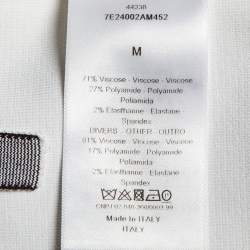 44338
7E24002AM452
M
71% Viscose - Viscose - Viscose
27% Polyamide - Polyamide
Poliamida
2% Elasthanne - Elastane
Spandex
DIVERS - OTHER - OUTRO
81% Viscose - Viscose - Viscose
17% Polyamide - Polyamide
Poliamida
2% Elasthanne - Elastane
Spandex
Made in ITALY
ITALY